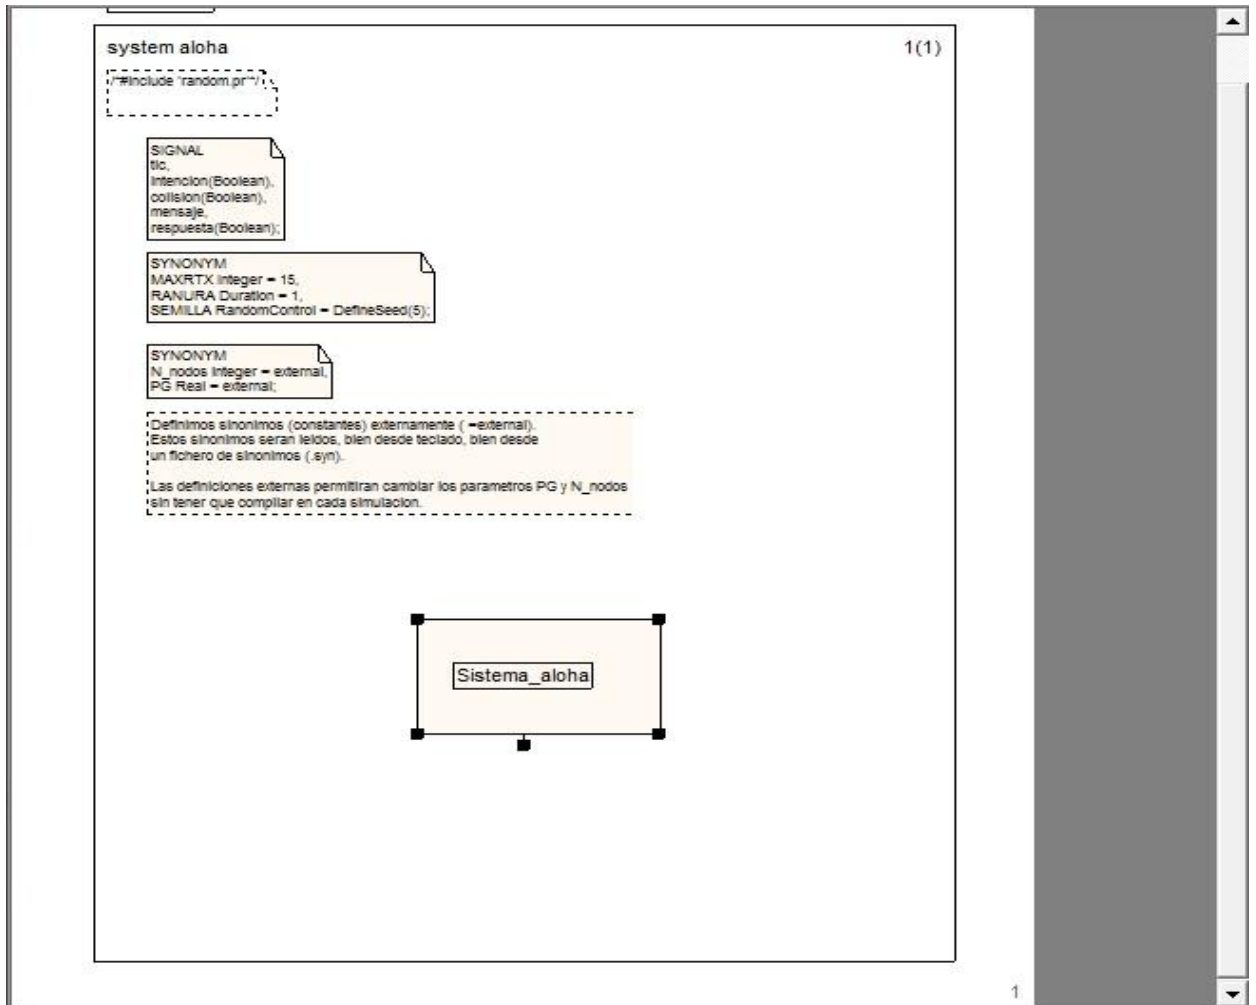 system aloha
1(1)
/*#include 'random.pr'*/
SIGNAL
tic,
intencion(Boolean),
colision(Boolean),
mensaje,
respuesta(Boolean);
SYNONYM
MAXRTX Integer = 15,
RANURA Duration = 1,
SEMILLA RandomControl = DefineSeed(5);
SYNONYM
N_nodos Integer = external,
PG Real = external;
Definimos sinonimos (constantes) externamente ( =external).
Estos sinonimos seran leidos, bien desde teclado, bien desde
un fichero de sinonimos (.syn).
Las definiciones externas permitiran cambiar los parametros PG y N_nodos
sin tener que compilar en cada simulacion.
Sistema_aloha
1